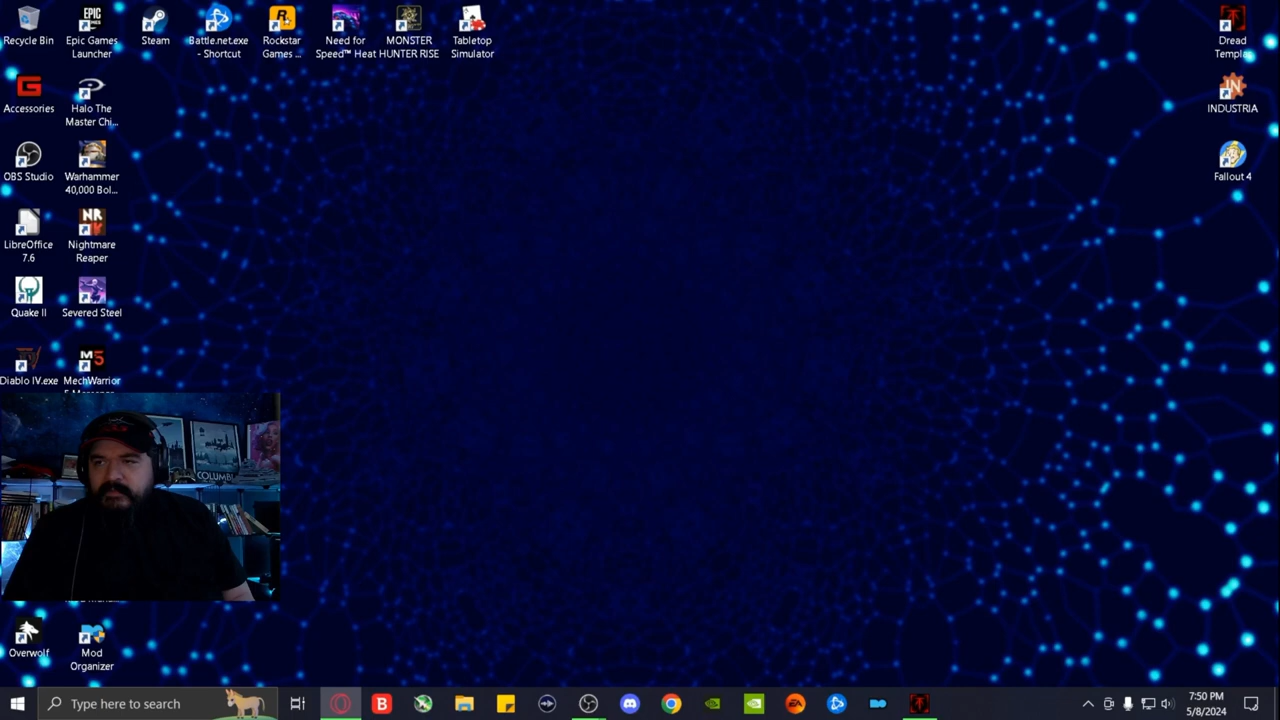 Recycle Bin
Epic Games
Launcher
Steam
Battle.net.exe
- Shortcut
Rockstar
Games ...
Need for
Speed™ Heat
MONSTER
HUNTER RISE
Tabletop
Simulator
Dread
Templar
Accessories
Halo The
Master Chi...
INDUSTRIA
OBS Studio
Warhammer
40,000 Bol...
Fallout 4
LibreOffice
7.6
Nightmare
Reaper
Quake II
Severed Steel
Diablo IV.exe
MechWarrior
COLUMBI
Overwolf
Mod
Organizer
Type here to search
7:50 PM
5/8/2024